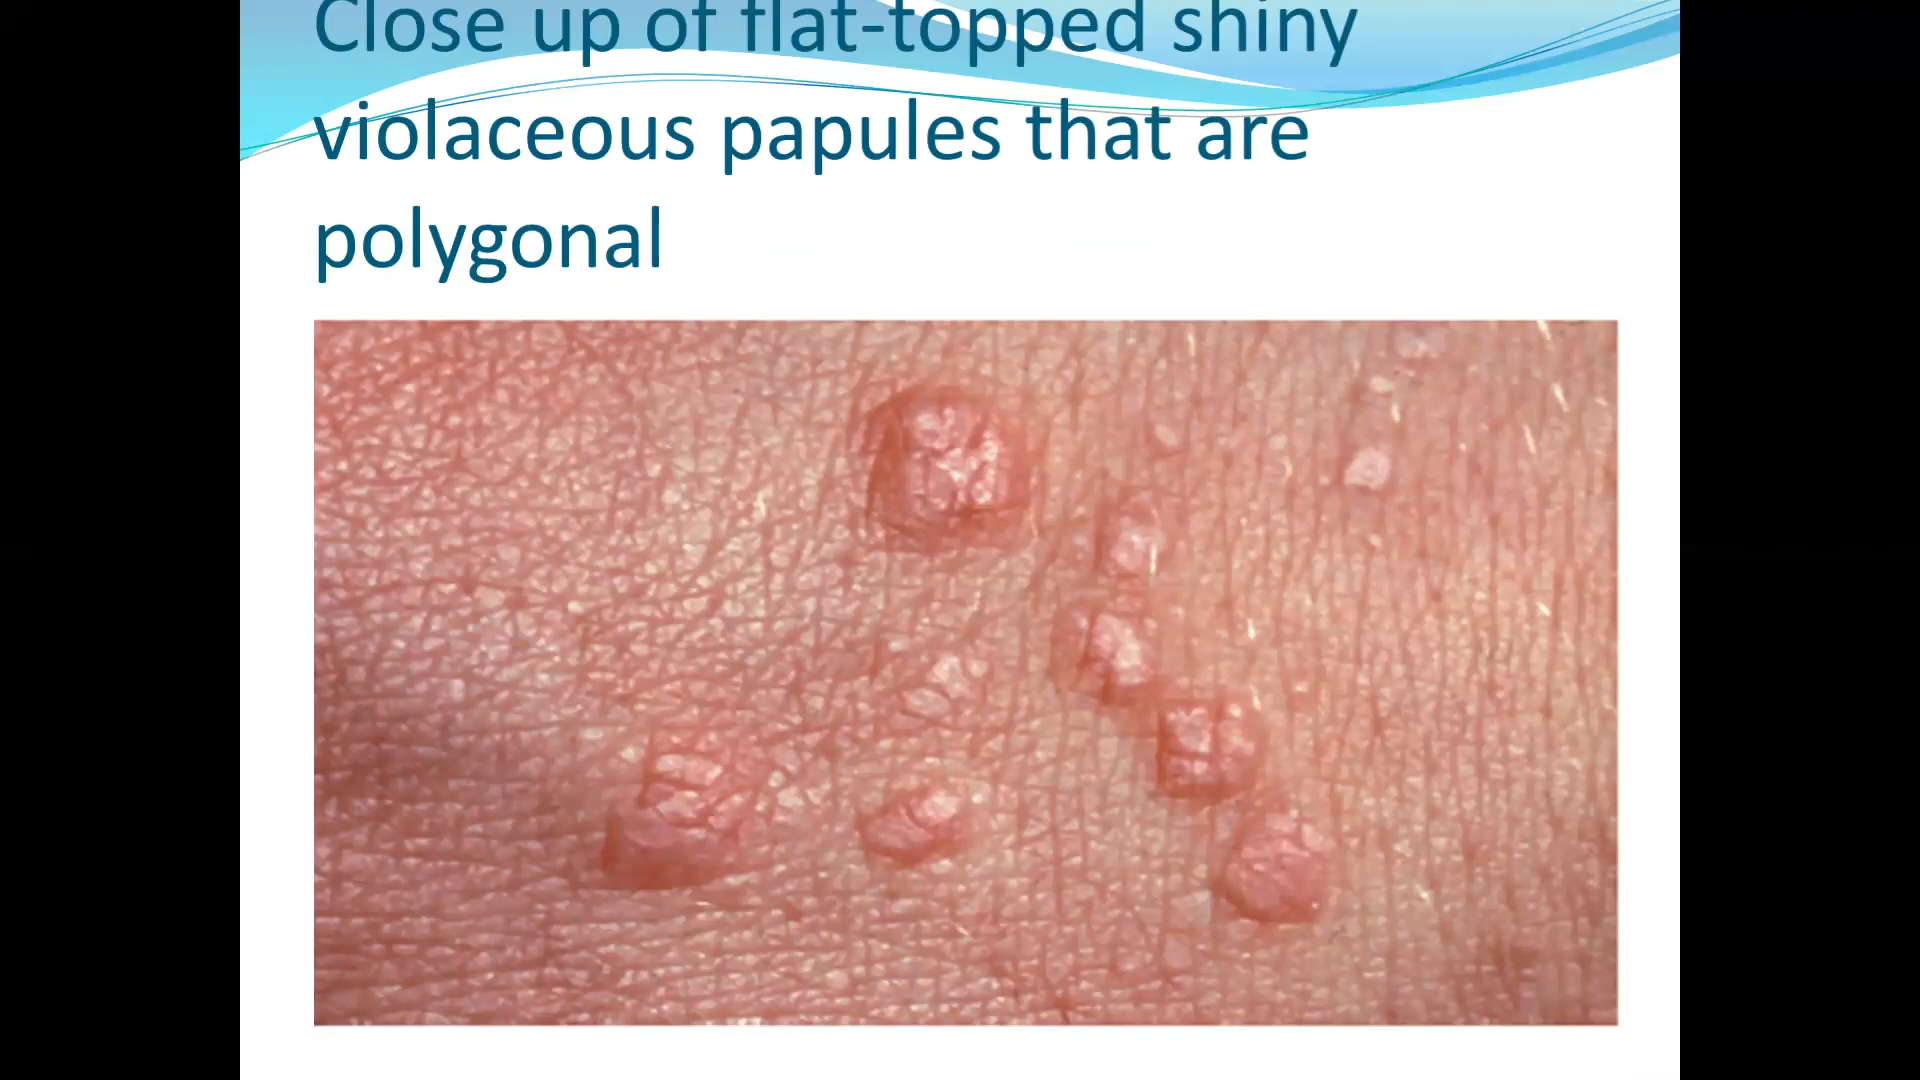 Close up of flat-topped shiny
violaceous papules that are
polygonal